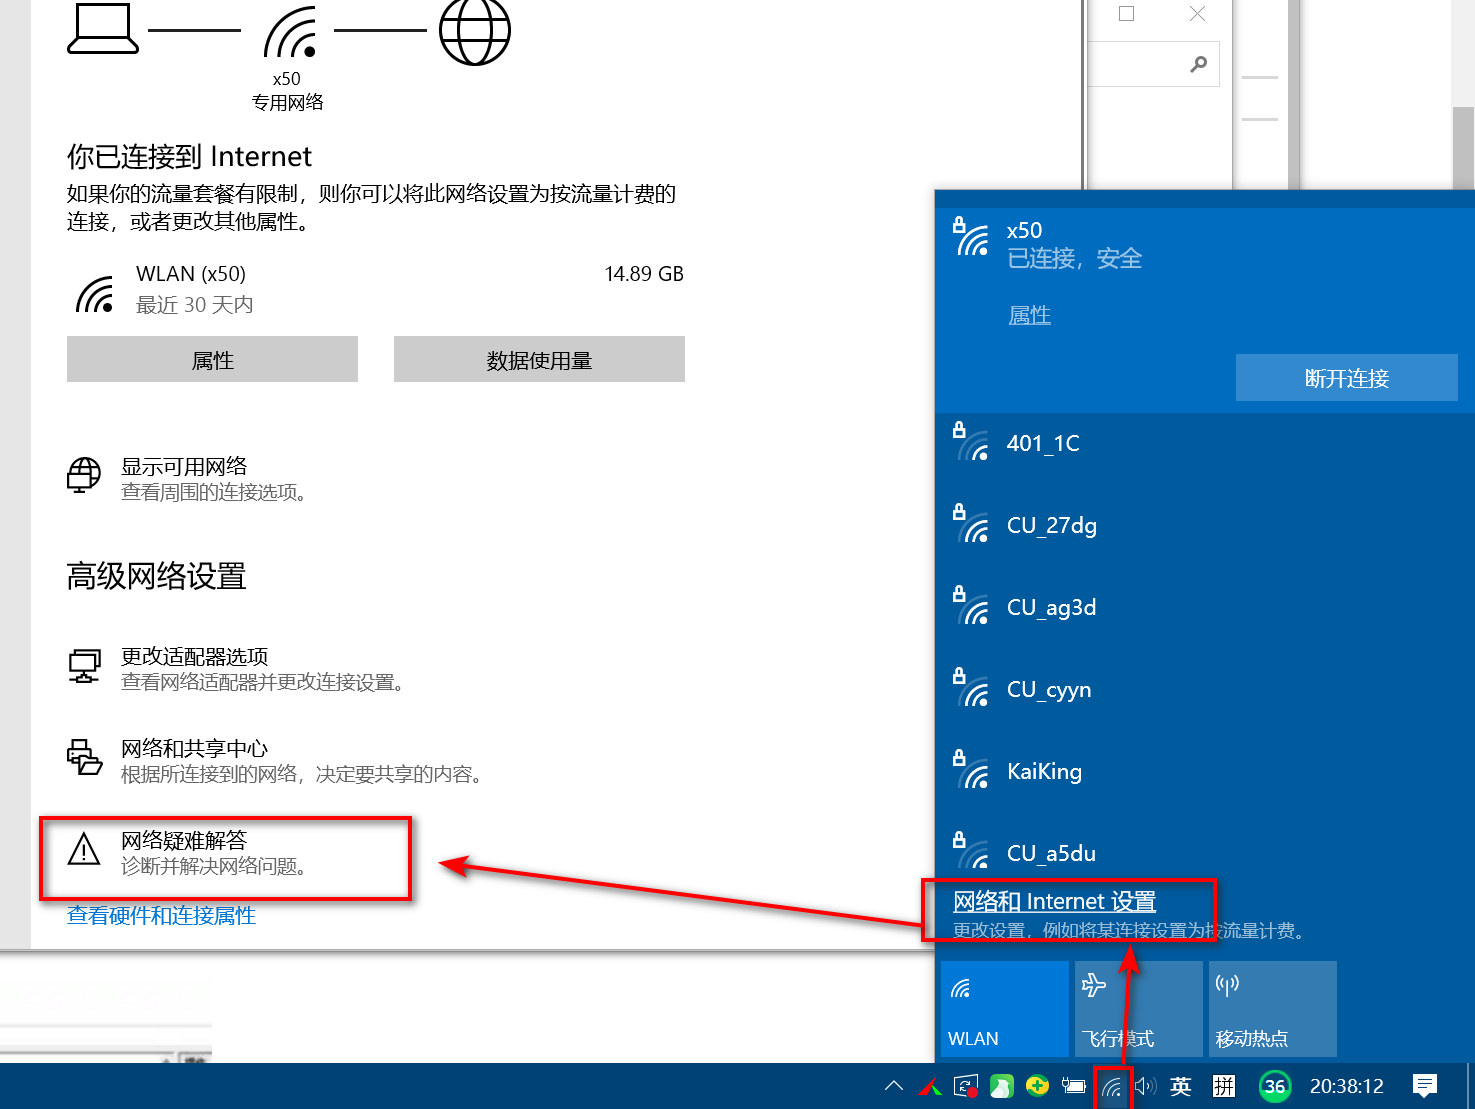 x50
专用网络
你已连接到 Internet
如果你的流量套餐有限制，则你可以将此网络设置为按流量计费的
连接，或者更改其他属性。
WLAN (x50)
14.89 GB
最近 30 天内
属性
数据使用量
显示可用网络
查看周围的连接选项。
高级网络设置
更改适配器选项
查看网络适配器并更改连接设置。
网络和共享中心
根据所连接到的网络，决定要共享的内容。
网络疑难解答
诊断并解决网络问题。
查看硬件和连接属性
x50
已连接，安全
属性
断开连接
401_1C
CU_27dg
CU_ag3d
CU_cyyn
KaiKing
CU_a5du
网络和 Internet 设置
更改设置，例如将某连接设置为按流量计费。
WLAN
飞行模式
移动热点
英
拼
36
20:38:12